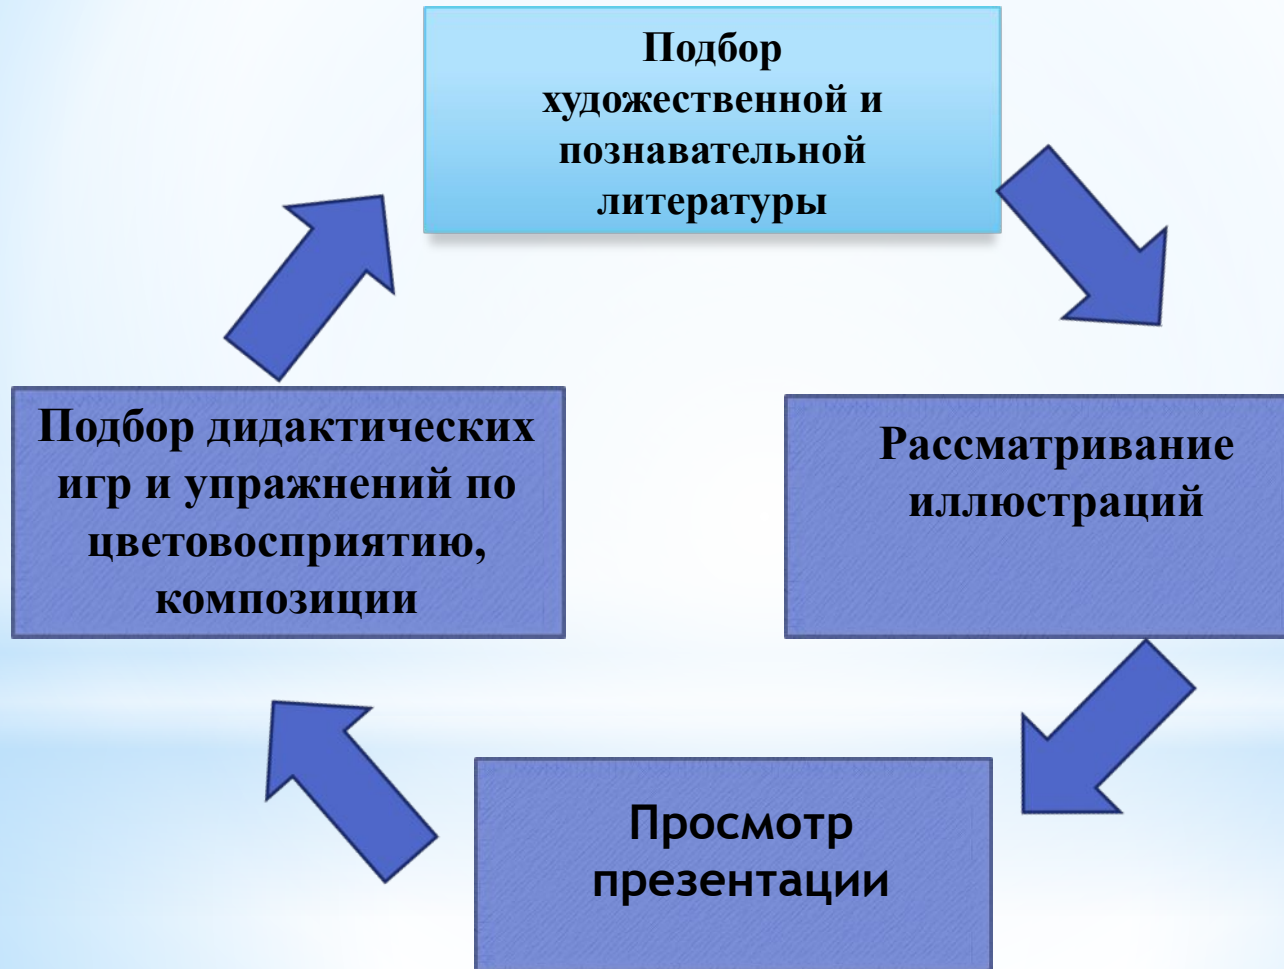 Подбор
художественной и
познавательной
литературы
Подбор дидактических
игр и упражнений по
цветовосприятию,
композиции
Рассматривание
иллюстраций
Просмотр
презентации